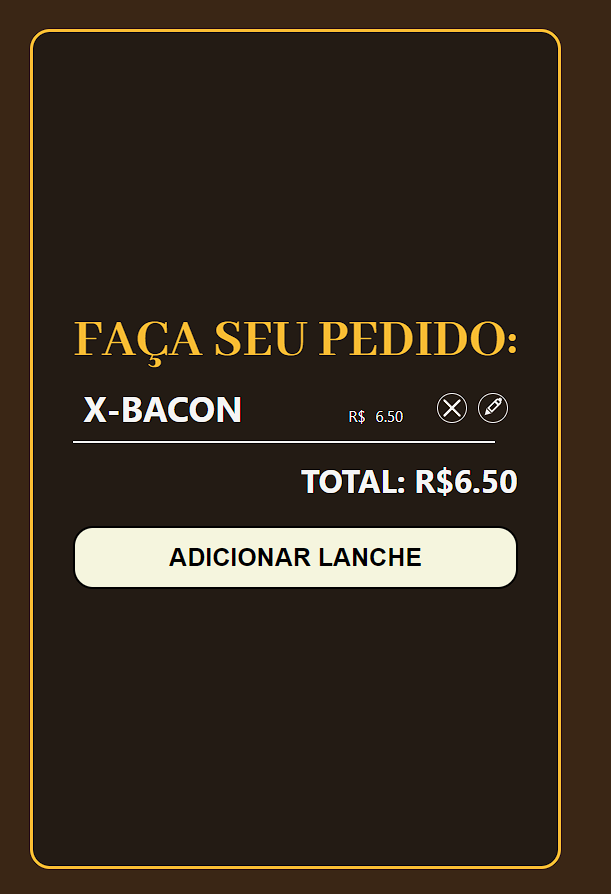 FAÇA SEU PEDIDO:
X-BACON R$ 6.50
TOTAL: R$6.50
ADICIONAR LANCHE